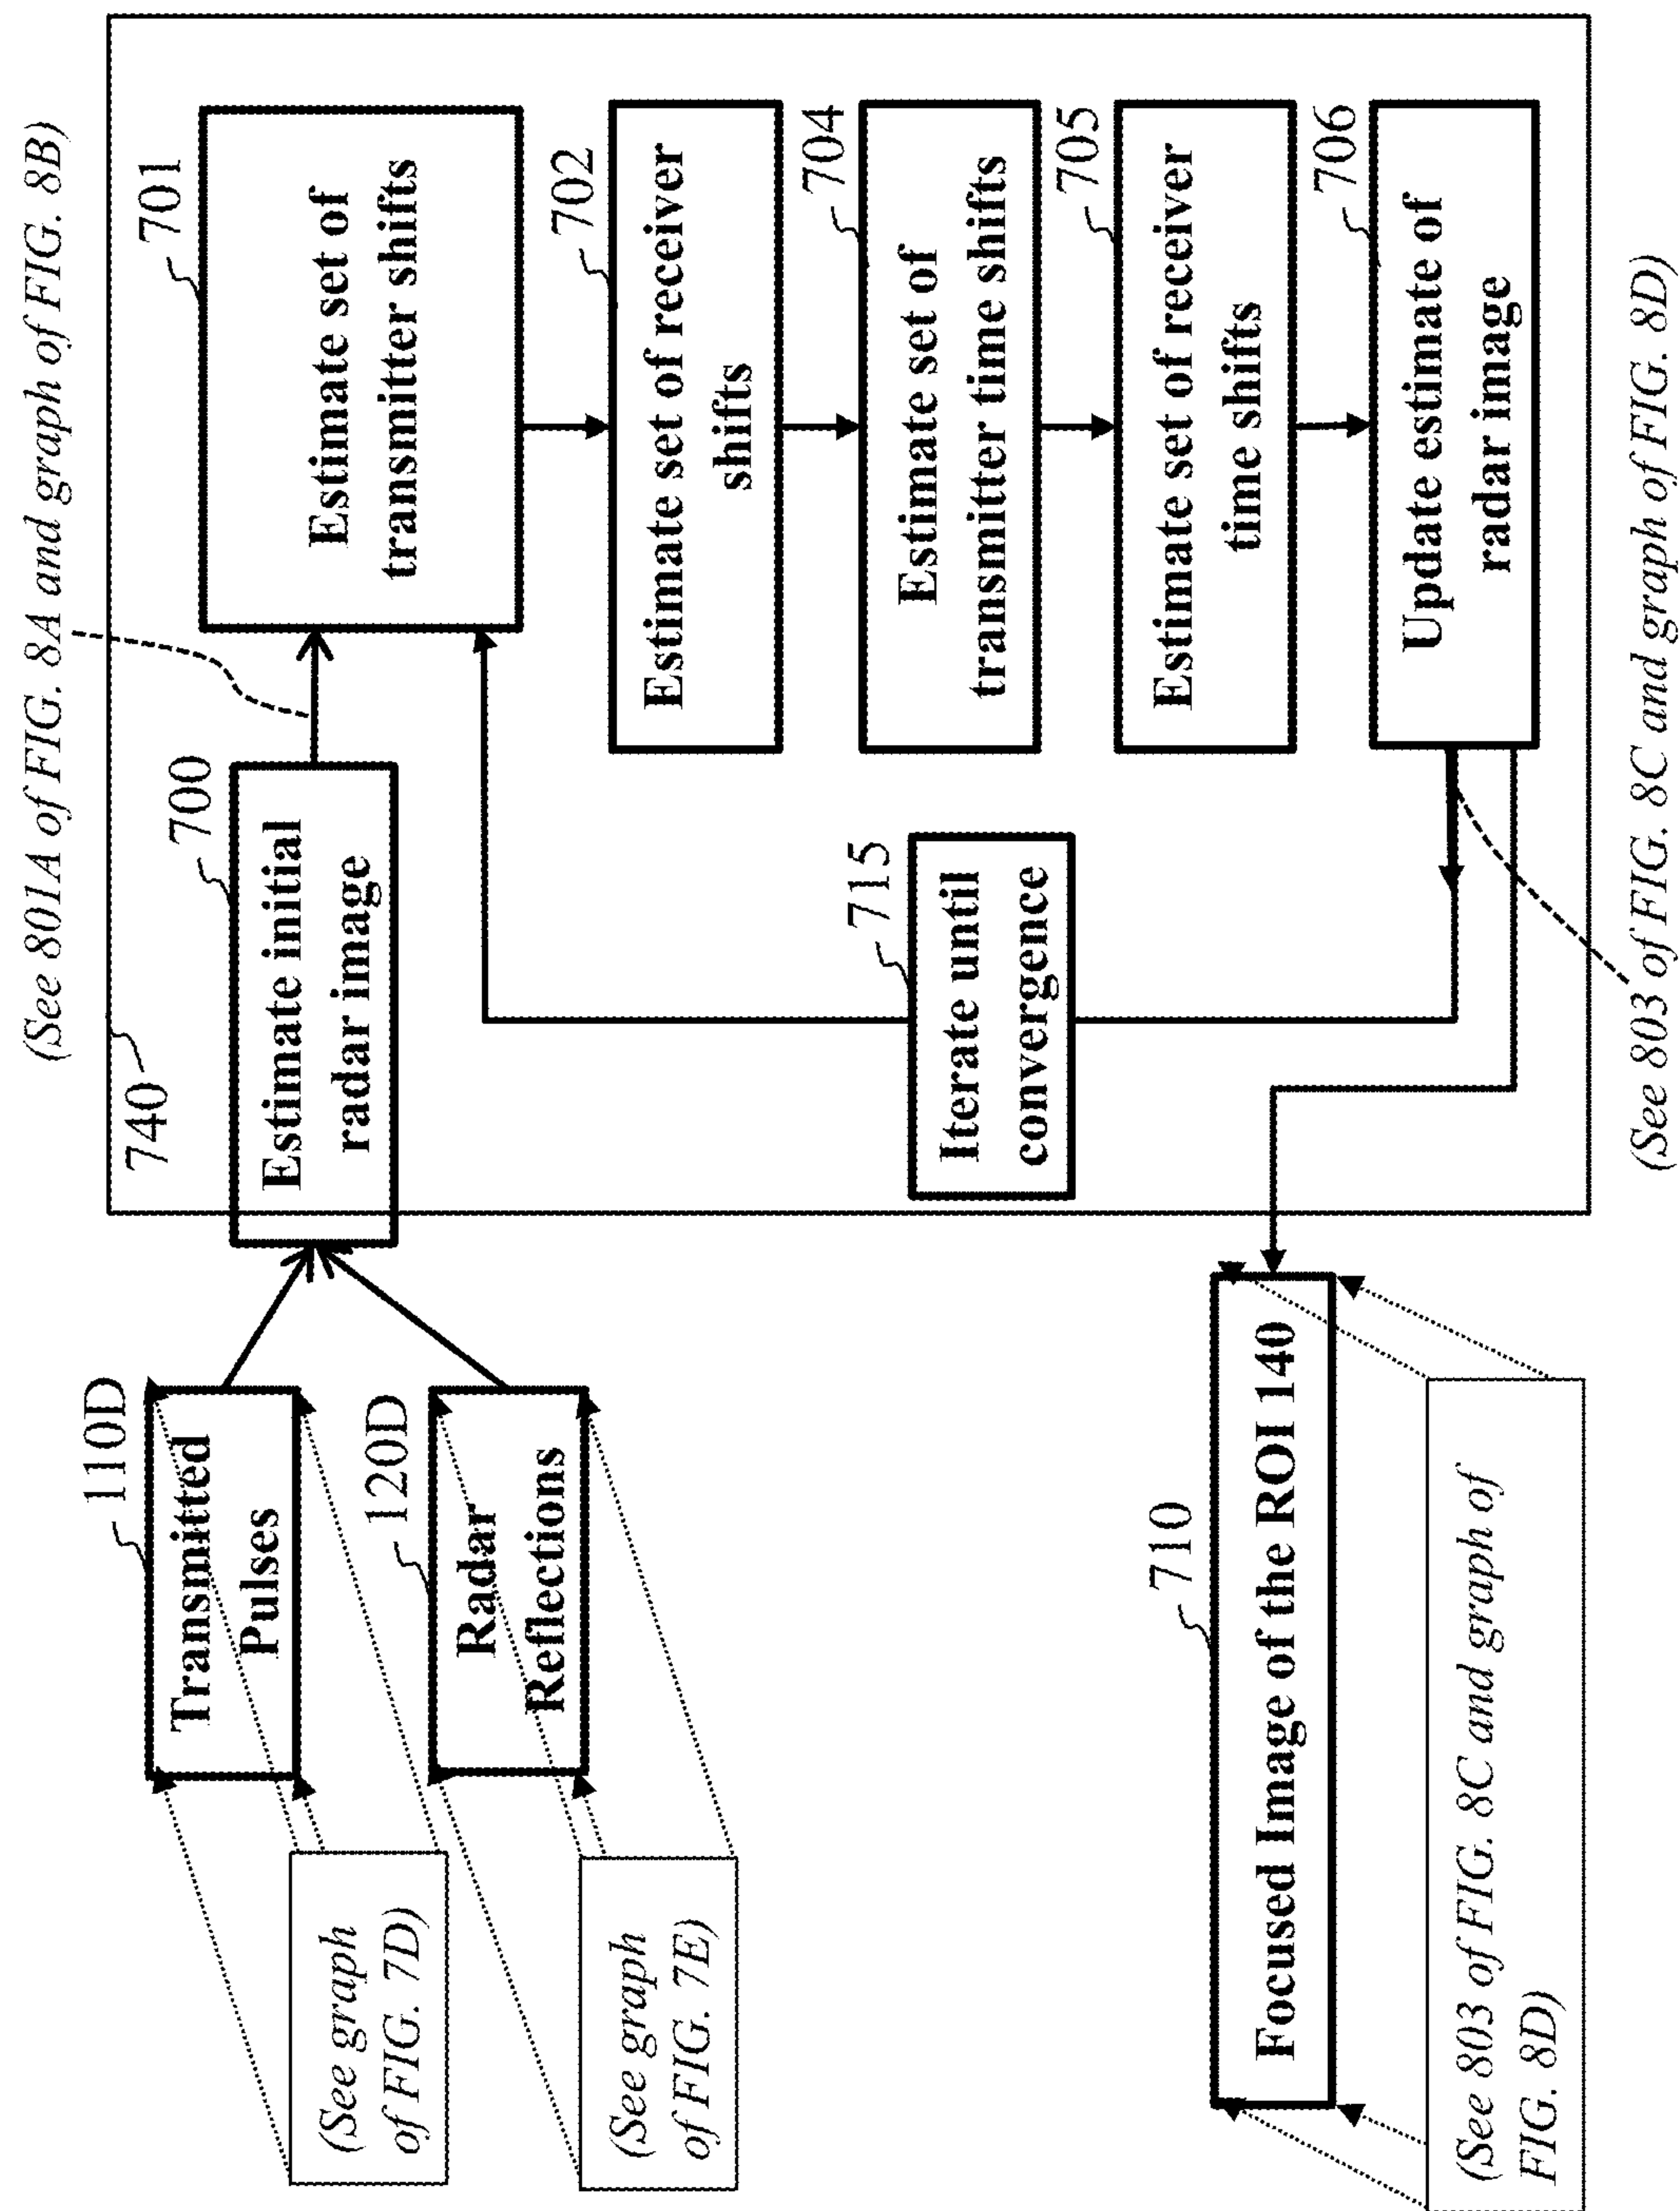 (See 801A of FIG. 8A and graph of FIG. 8B)
740
110D
Transmitted
Pulses
(See graph
of FIG. 7D)
120D
Radar
Reflections
(See graph
of FIG. 7E)
700
Estimate initial
radar image
701
Estimate set of
transmitter shifts
702
Estimate set of receiver
shifts
704
Estimate set of
transmitter time shifts
705
Estimate set of receiver
time shifts
706
Update estimate of
radar image
715
Iterate until
convergence
710
Focused Image of the ROI 140
(See 803 of FIG. 8C and graph of
FIG. 8D)
(See 803 of FIG. 8C and graph of FIG. 8D)